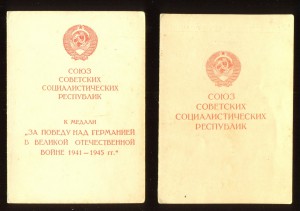 СОЮЗ
СОВЕТСКИХ
СОЦИАЛИСТИЧЕСКИХ
РЕСПУБЛИК
К МЕДАЛИ
"ЗА ПОБЕДУ НАД ГЕРМАНИЕЙ
В ВЕЛИКОЙ ОТЕЧЕСТВЕННОЙ
ВОЙНЕ 1941—1945 гг."
СОЮЗ
СОВЕТСКИХ
СОЦИАЛИСТИЧЕСКИХ
РЕСПУБЛИК